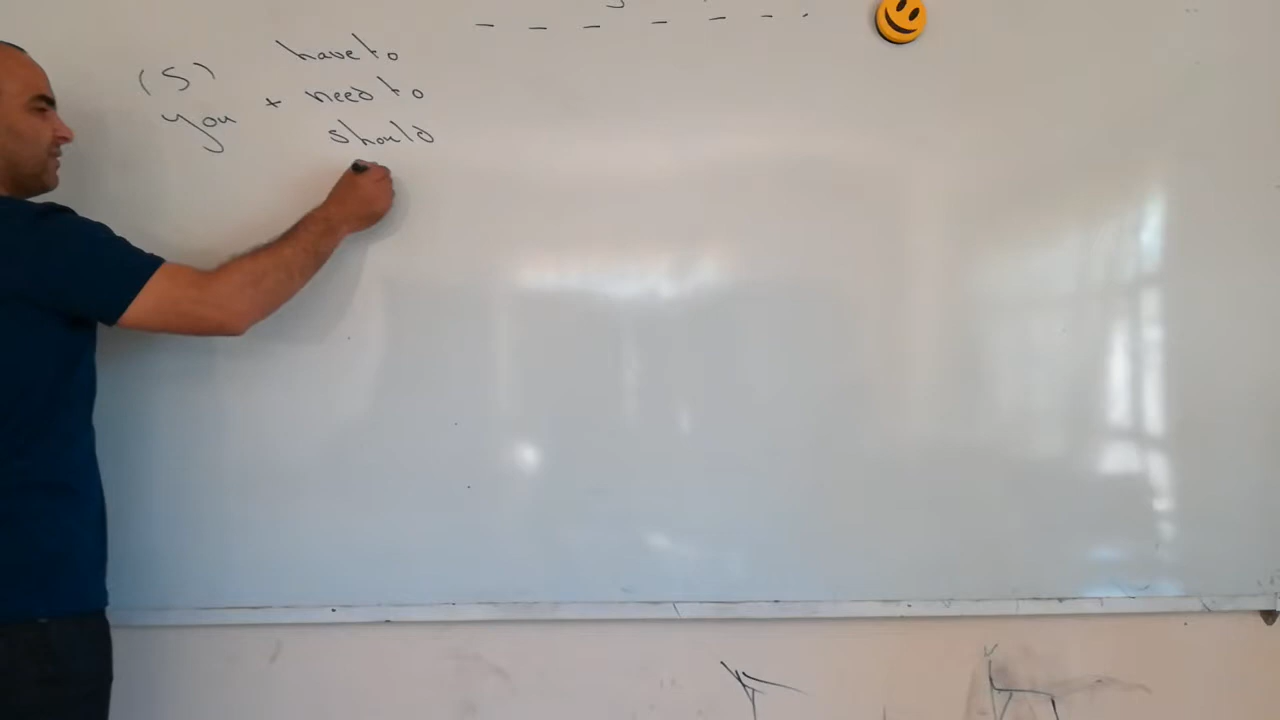 have to
(S)
you + need to
should